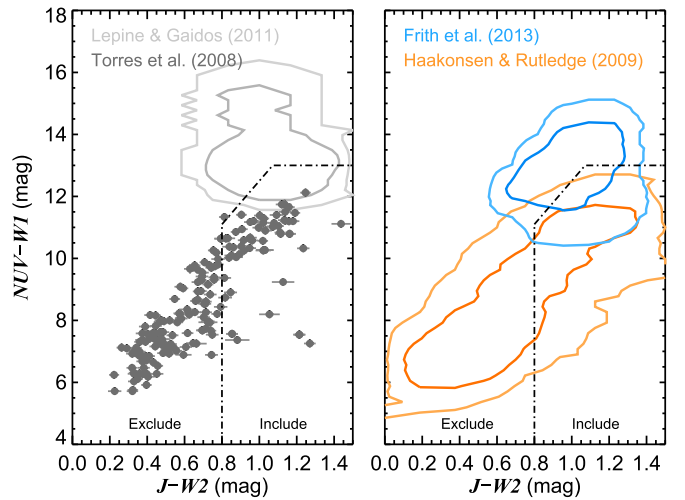 18
16
14
12
10
8
6
4
NUV−W1 (mag)
Lepine & Gaidos (2011)
Torres et al. (2008)
Exclude
Include
0.0 0.2 0.4 0.6 0.8 1.0 1.2 1.4
J−W2 (mag)
Frith et al. (2013)
Haakonsen & Rutledge (2009)
Exclude
Include
0.0 0.2 0.4 0.6 0.8 1.0 1.2 1.4
J−W2 (mag)